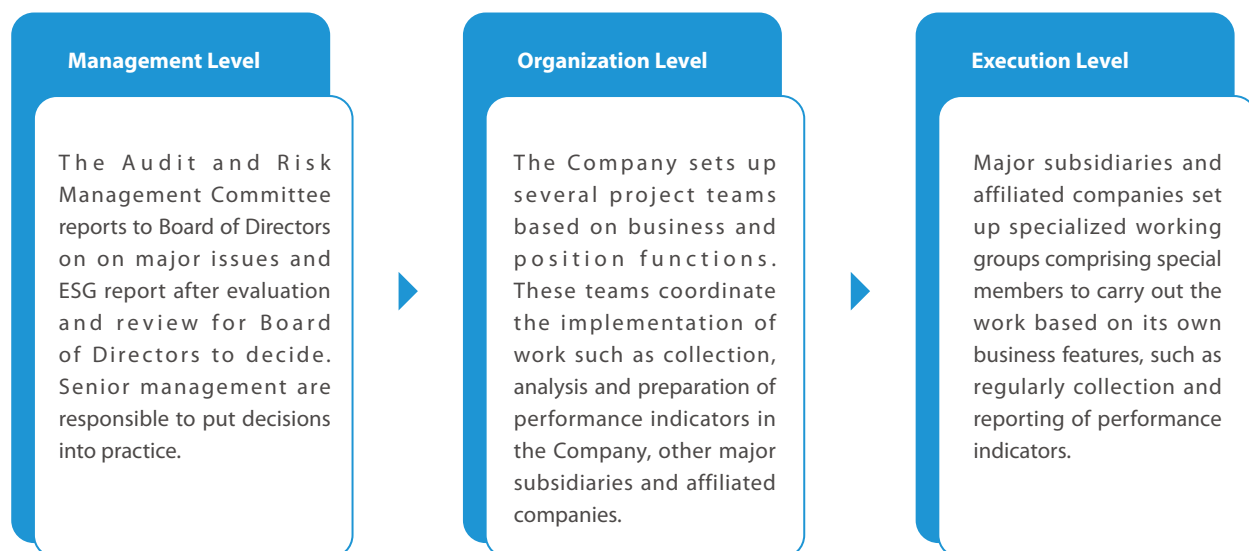 Management Level
The Audit and Risk
Management Committee
reports to Board of Directors
on on major issues and
ESG report after evaluation
and review for Board
of Directors to decide.
Senior management are
responsible to put decisions
into practice.
Organization Level
The Company sets up
several project teams
based on business and
position functions.
These teams coordinate
the implementation of
work such as collection,
analysis and preparation of
performance indicators in
the Company, other major
subsidiaries and affiliated
companies.
Execution Level
Major subsidiaries and
affiliated companies set
up specialized working
groups comprising special
members to carry out the
work based on its own
business features, such as
regularly collection and
reporting of performance
indicators.